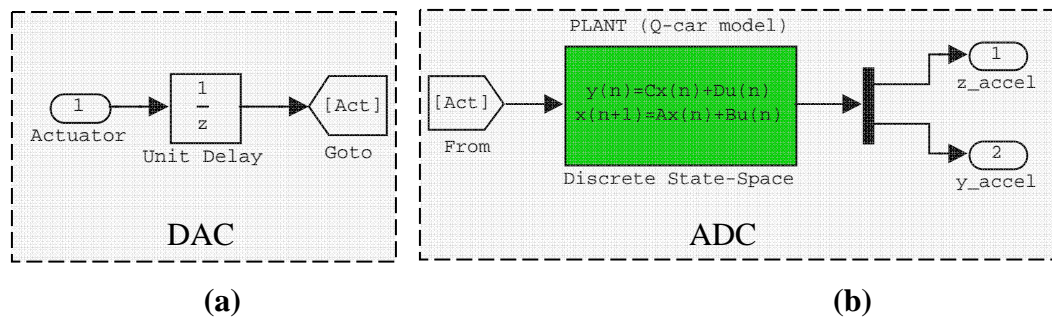 1
Actuator
1
z
Unit Delay
[Act]
Goto
DAC
(a)
PLANT (Q-car model)
[Act]
From
y(n)=Cx(n)+Du(n)
x(n+1)=Ax(n)+Bu(n)
Discrete State-Space
1
z_accel
2
y_accel
ADC
(b)